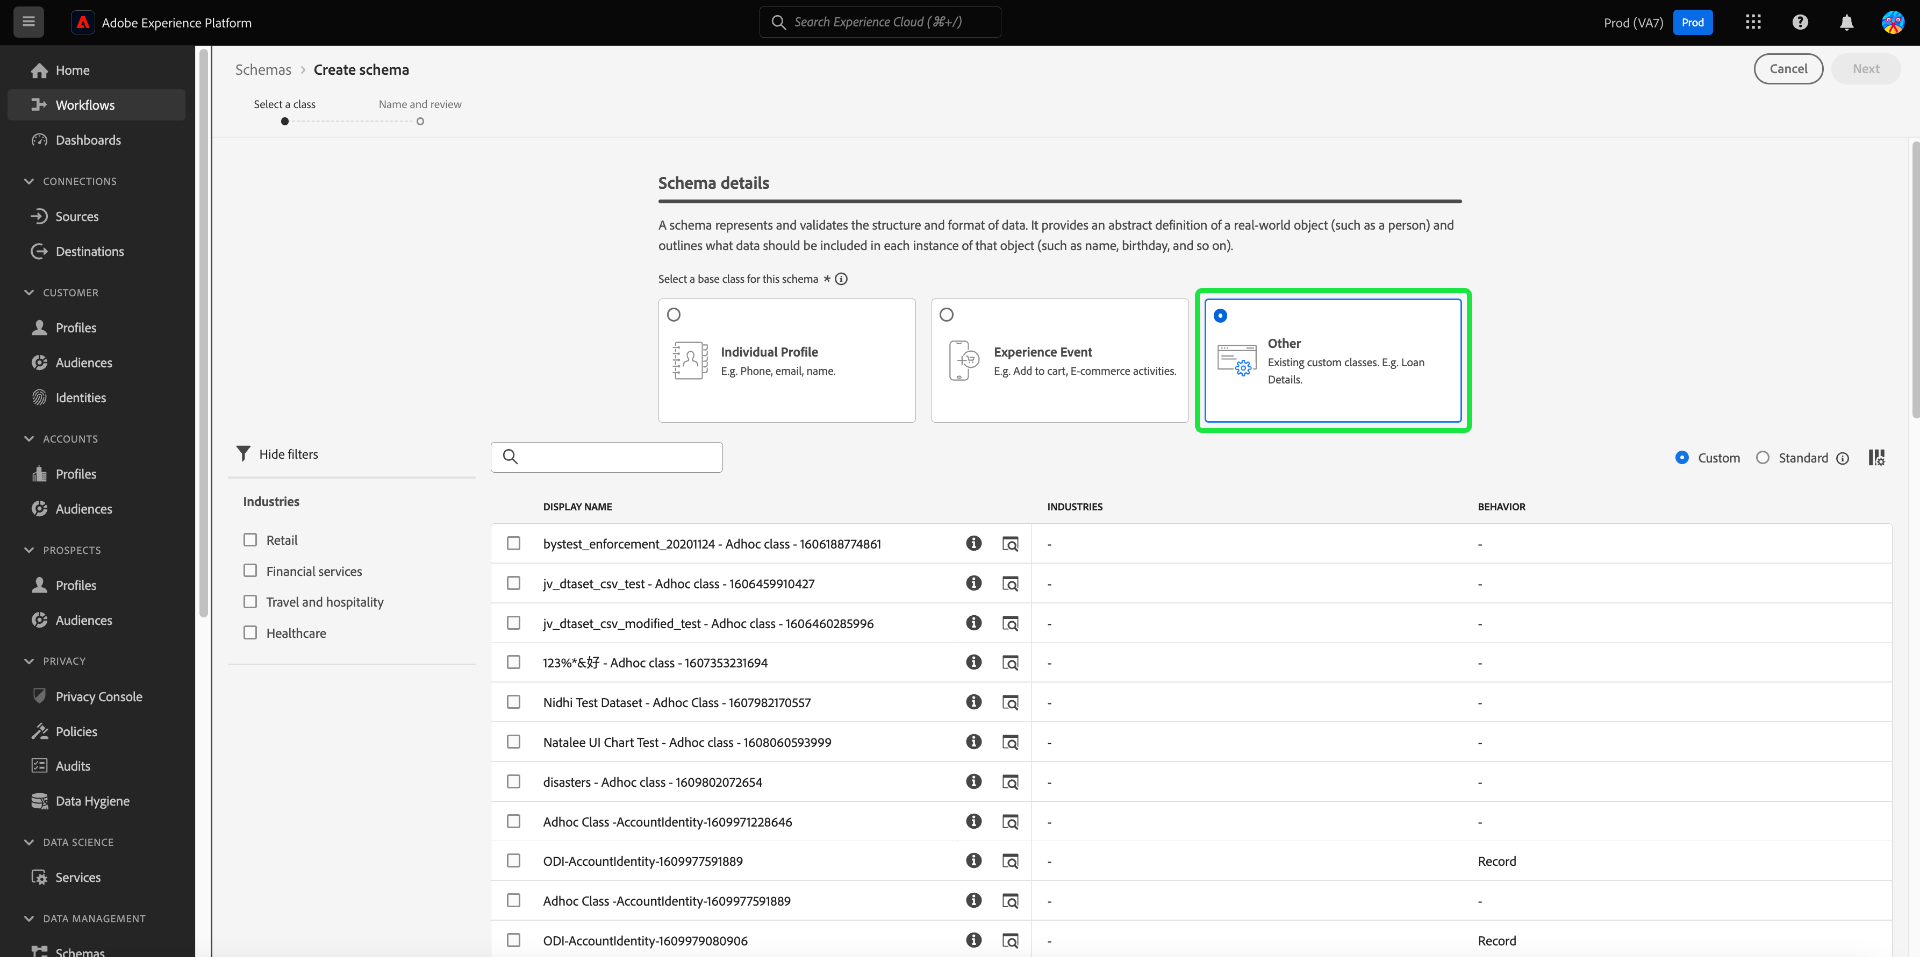 Adobe Experience Platform
Search Experience Cloud (⌘+/)
Prod (VA7)
Prod
Home
Workflows
Dashboards
CONNECTIONS
Sources
Destinations
CUSTOMER
Profiles
Audiences
Identities
ACCOUNTS
Profiles
Audiences
PROSPECTS
Profiles
Audiences
PRIVACY
Privacy Console
Policies
Audits
Data Hygiene
DATA SCIENCE
Services
DATA MANAGEMENT
Schemas
Schemas › Create schema
Cancel
Next
Select a class
Name and review
Schema details
A schema represents and validates the structure and format of data. It provides an abstract definition of a real-world object (such as a person) and
outlines what data should be included in each instance of that object (such as name, birthday, and so on).
Select a base class for this schema *
Individual Profile
E.g. Phone, email, name.
Experience Event
E.g. Add to cart, E-commerce activities.
Other
Existing custom classes. E.g. Loan
Details.
Hide filters
Industries
Retail
Financial services
Travel and hospitality
Healthcare
Custom
Standard
DISPLAY NAME INDUSTRIES BEHAVIOR
bystest_enforcement_20201124 - Adhoc class - 1606188774861 - -
jv_dtaset_csv_test - Adhoc class - 1606459910427 - -
jv_dtaset_csv_modified_test - Adhoc class - 1606460285996 - -
123%*&好 - Adhoc class - 1607353231694 - -
Nidhi Test Dataset - Adhoc Class - 1607982170557 - -
Natalee UI Chart Test - Adhoc class - 1608060593999 - -
disasters - Adhoc class - 1609802072654 - -
Adhoc Class -AccountIdentity-1609971228646 - -
ODI-AccountIdentity-1609977591889 - Record
Adhoc Class -AccountIdentity-1609977591889 - -
ODI-AccountIdentity-1609979080906 - Record